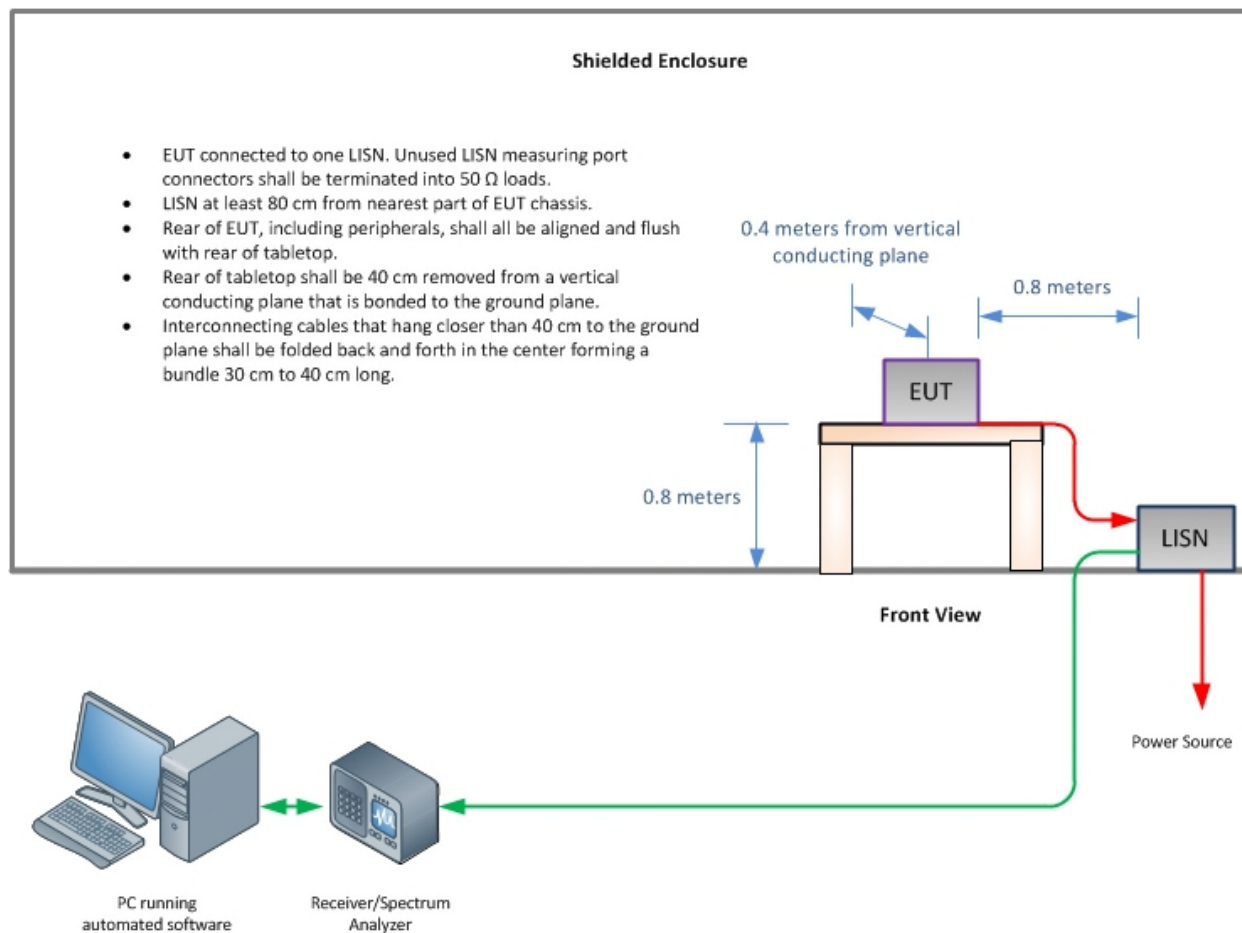 Shielded Enclosure
• EUT connected to one LISN. Unused LISN measuring port
connectors shall be terminated into 50 Ω loads.
• LISN at least 80 cm from nearest part of EUT chassis.
• Rear of EUT, including peripherals, shall all be aligned and flush
with rear of tabletop.
• Rear of tabletop shall be 40 cm removed from a vertical
conducting plane that is bonded to the ground plane.
• Interconnecting cables that hang closer than 40 cm to the ground
plane shall be folded back and forth in the center forming a
bundle 30 cm to 40 cm long.
0.4 meters from vertical
conducting plane
0.8 meters
EUT
0.8 meters
LISN
Front View
Power Source
PC running
automated software
Receiver/Spectrum
Analyzer